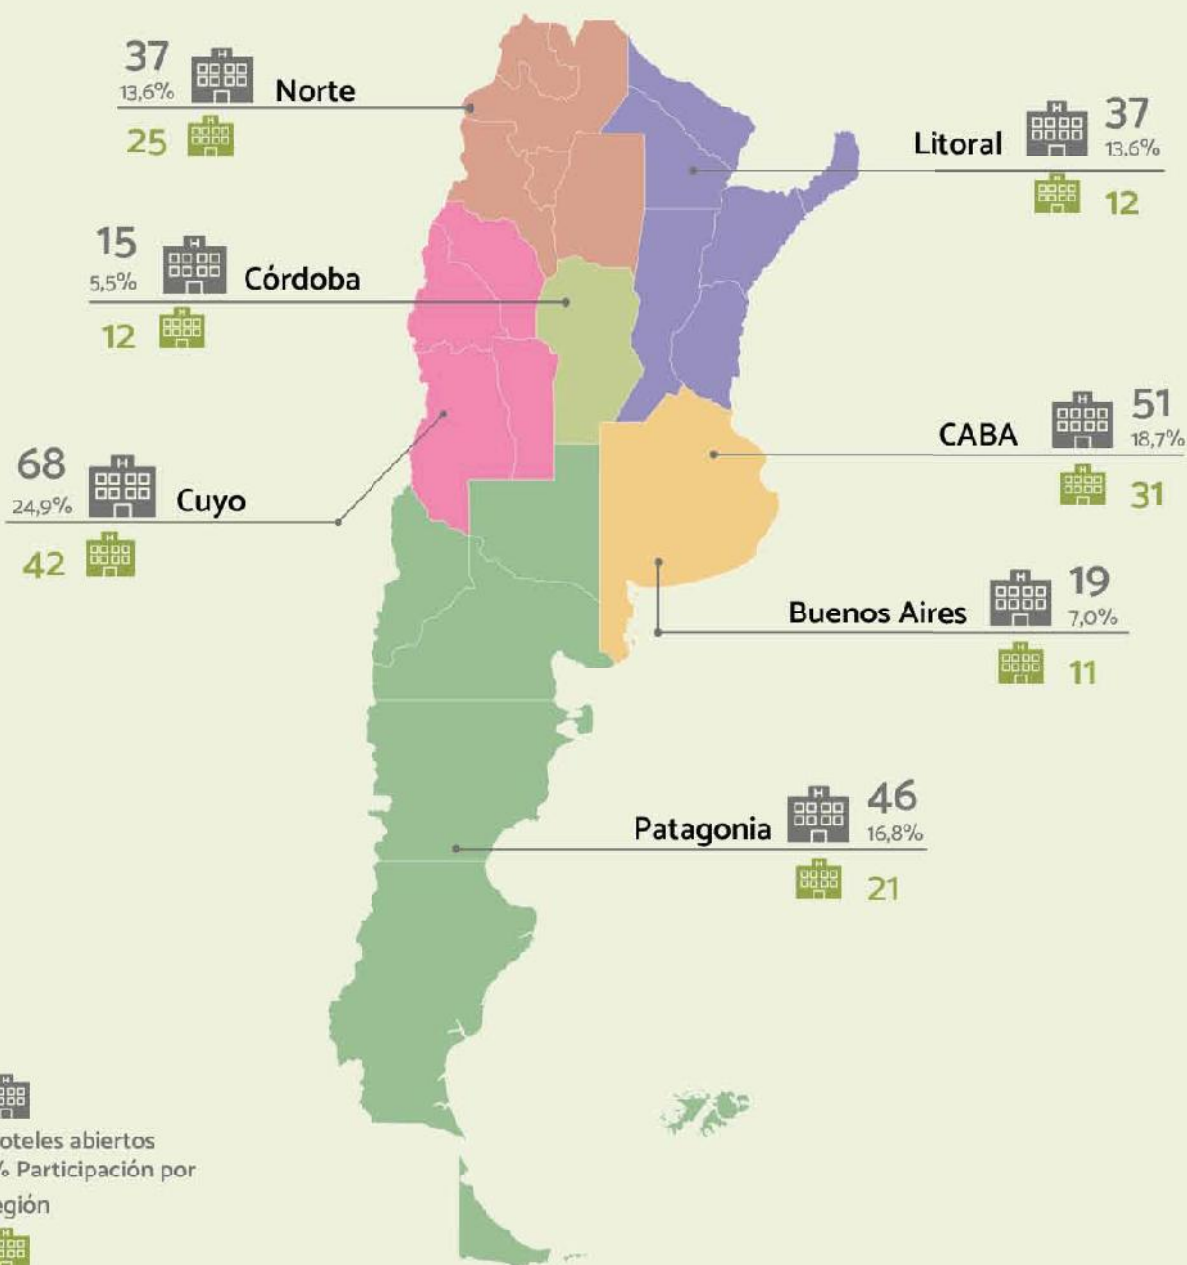 37
13,6%
Norte
25
Litoral
37
13.6%
12
15
5,5%
Córdoba
12
CABA
51
18,7%
31
68
24,9%
Cuyo
42
Buenos Aires
19
7,0%
11
Patagonia
46
16,8%
21
oteles abiertos
% Participación por
egión